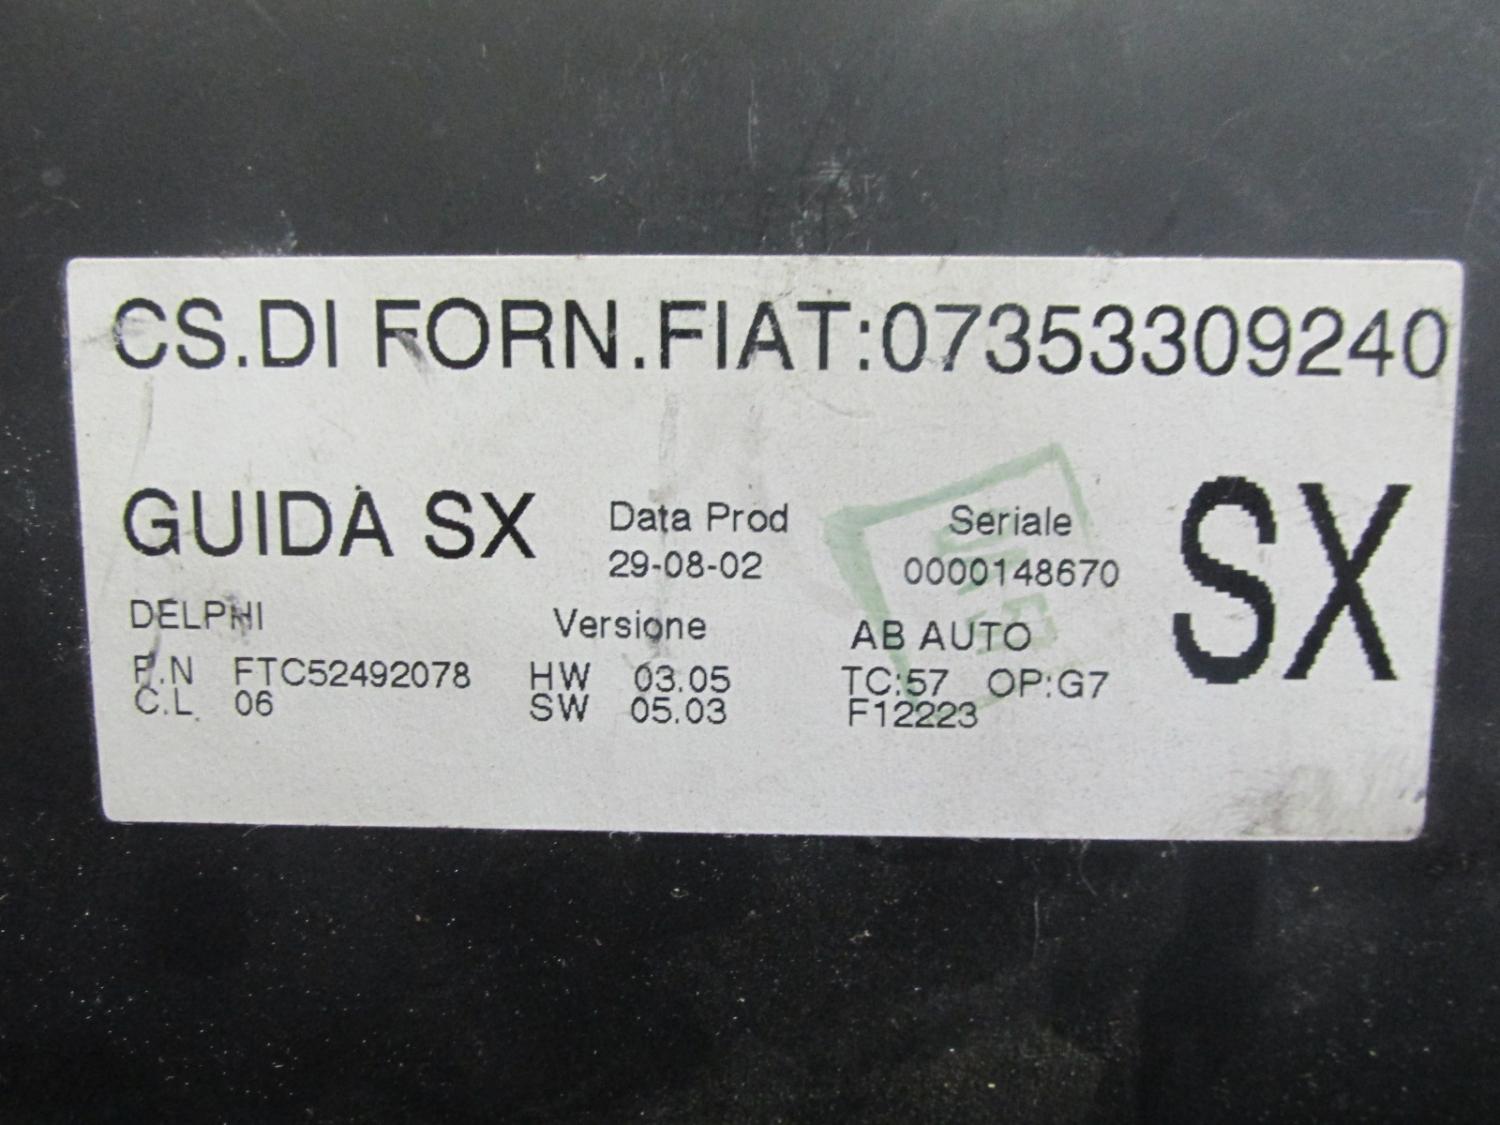 CS.DI FORN.FIAT:07353309240
GUIDA SX
Data Prod
29-08-02
Seriale
0000148670
SX
DELPHI
Versione
AB AUTO
P.N FTC52492078
HW 03.05
TC:57 OP:G7
C.L. 06
SW 05.03
F12223